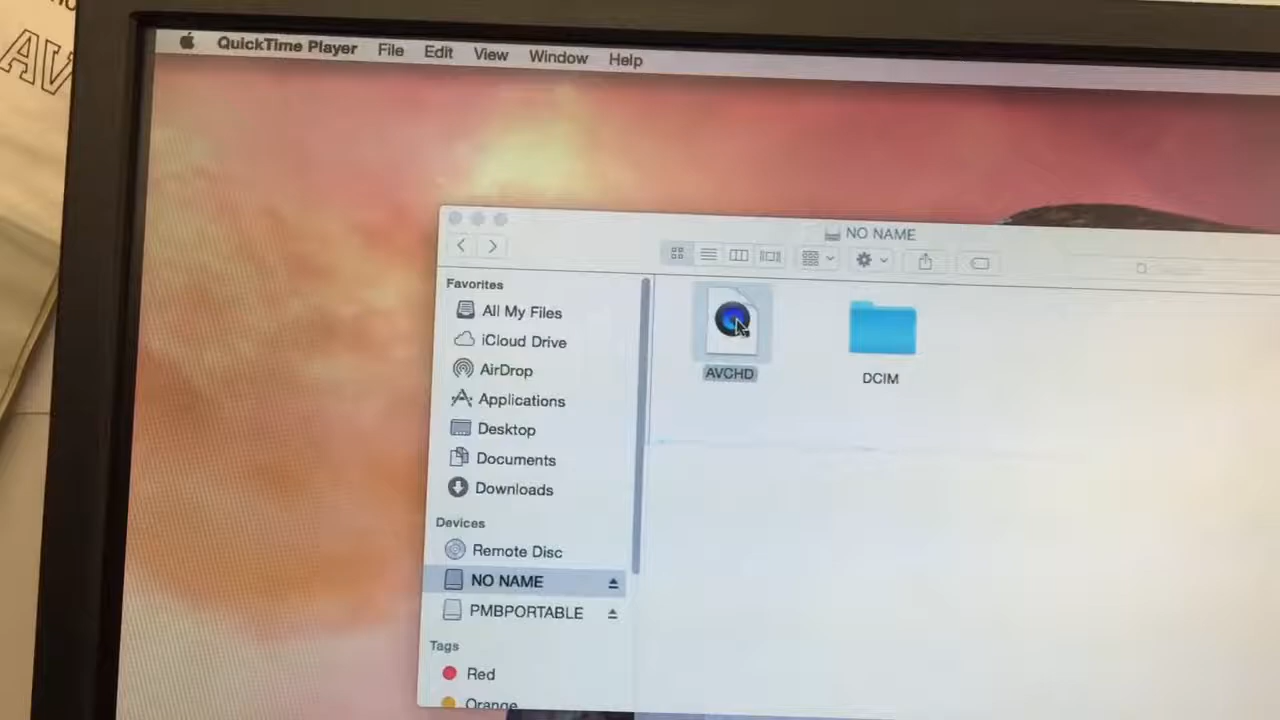 AV
QuickTime Player File Edit View Window Help
NO NAME
Favorites
All My Files
iCloud Drive
AirDrop
Applications
Desktop
Documents
Downloads
Devices
Remote Disc
NO NAME
PMBPORTABLE
Tags
Red
Orange
AVCHD
DCIM